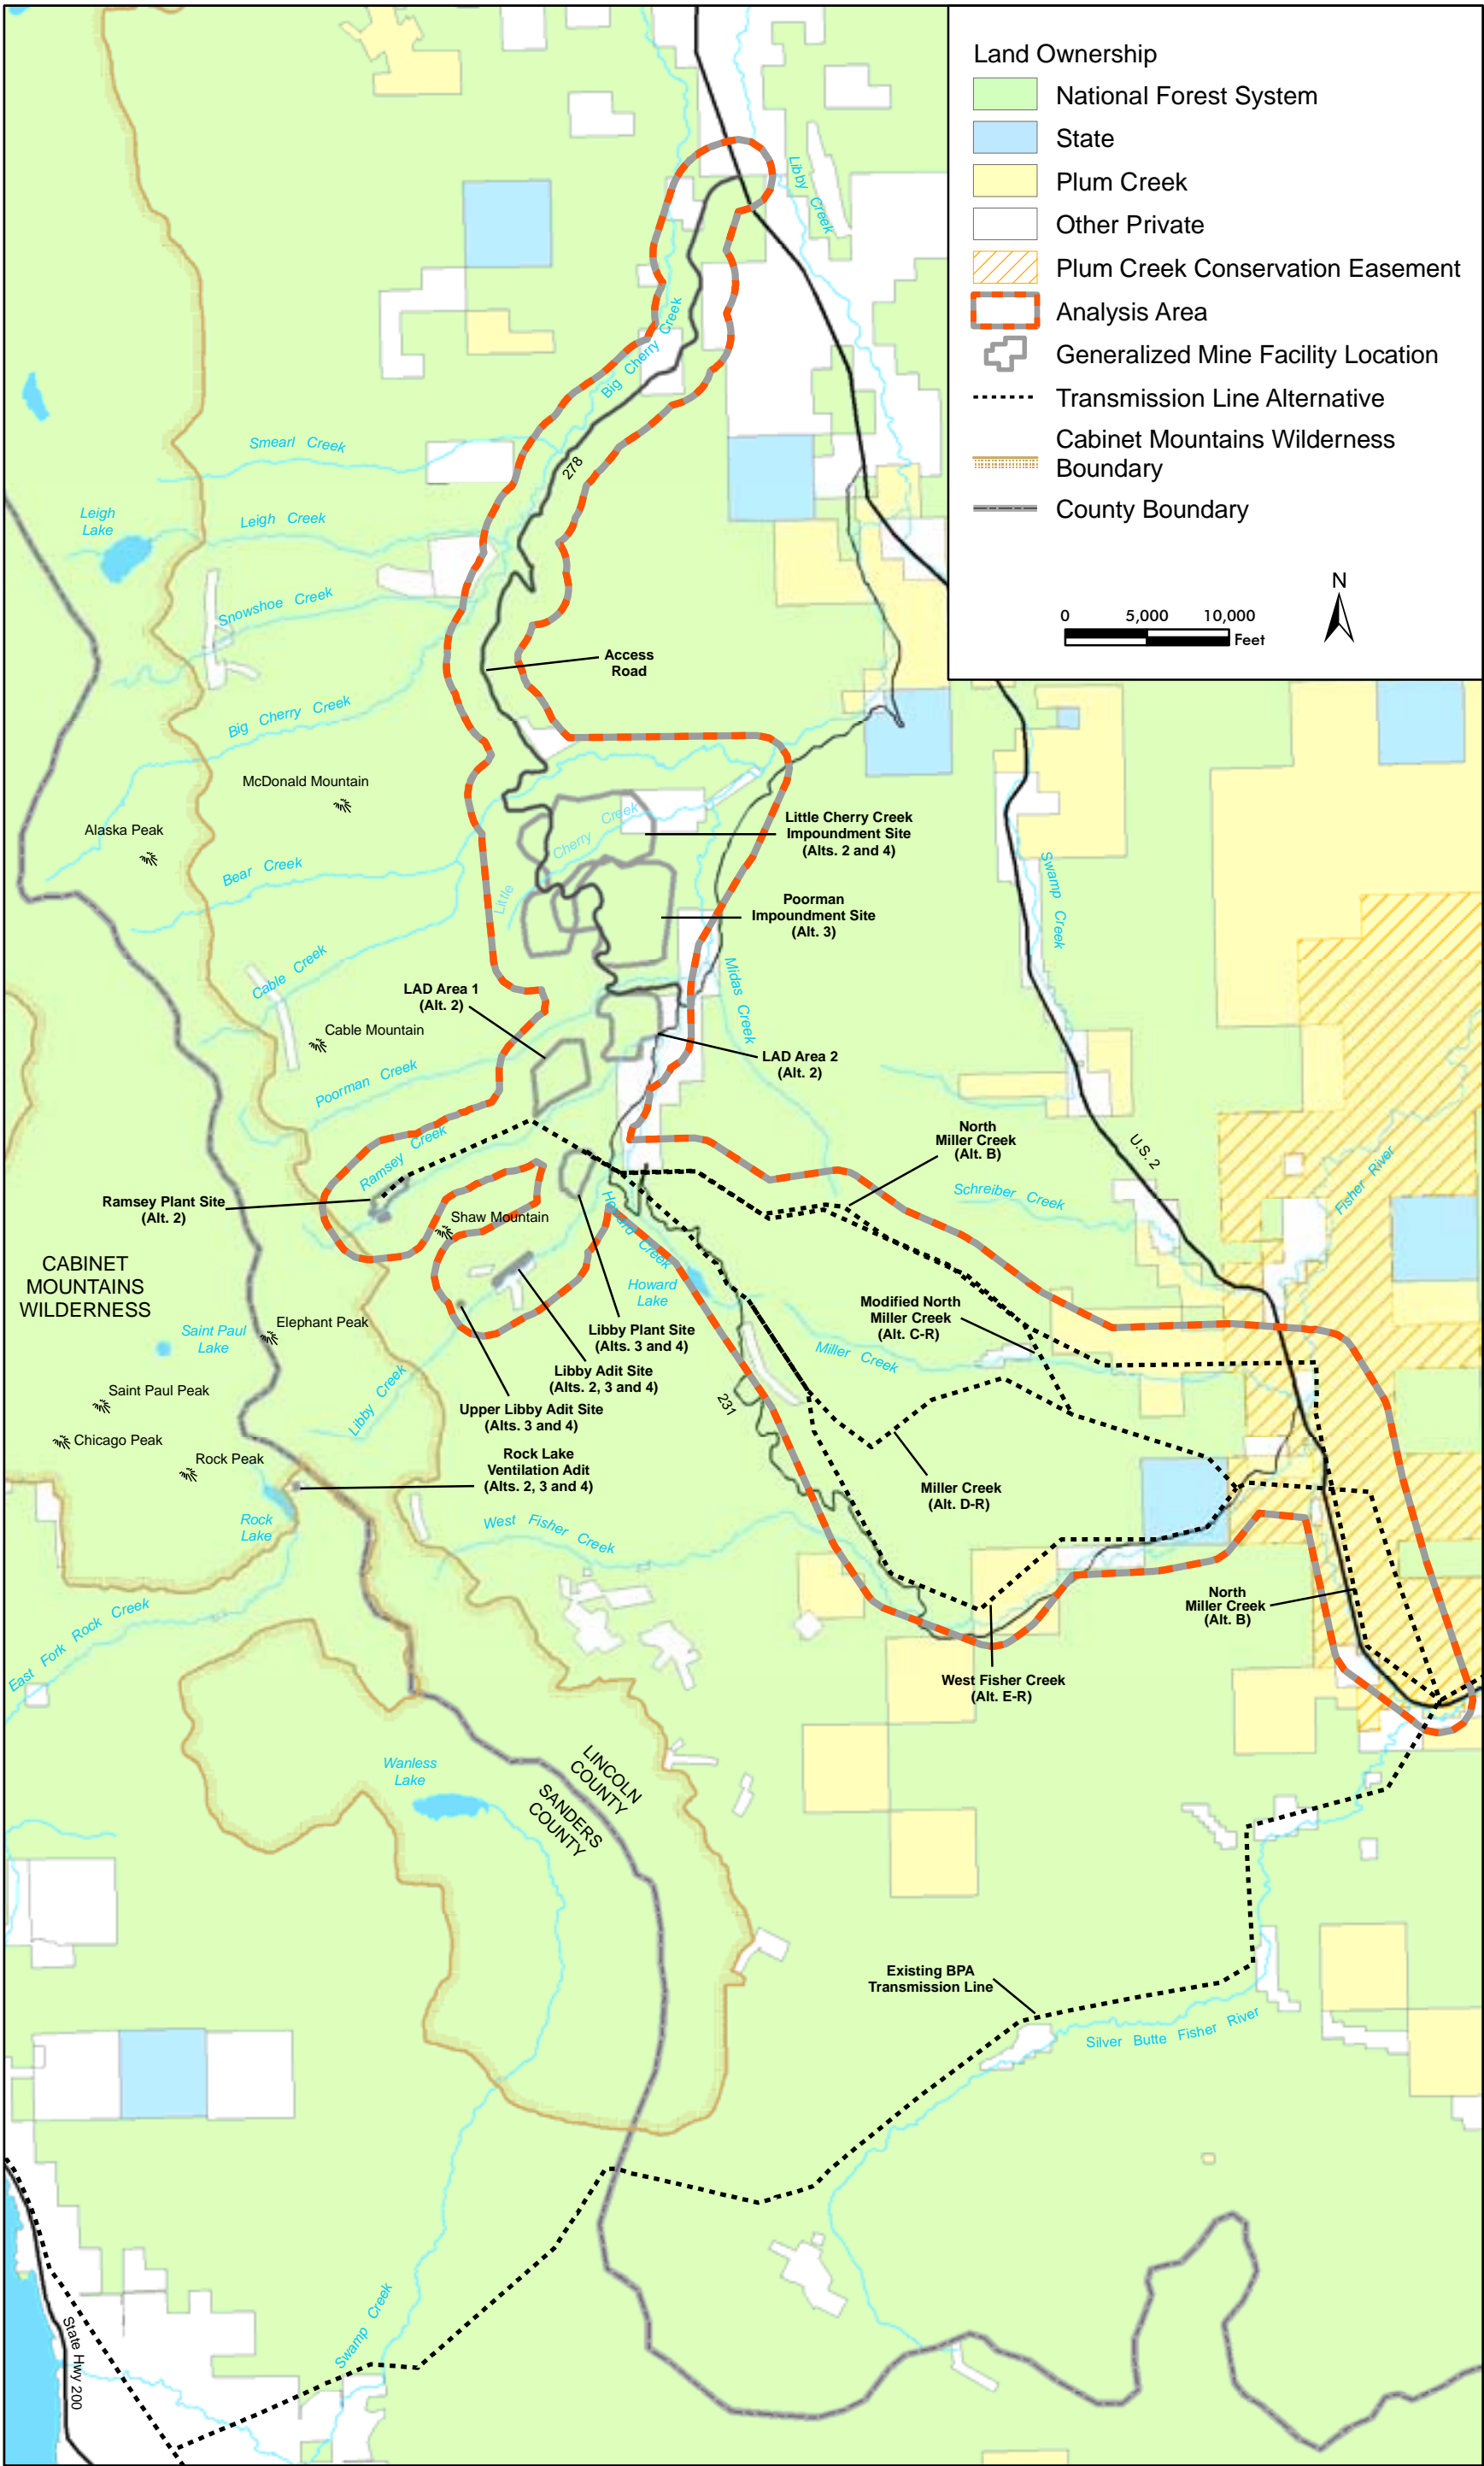 Land Ownership
National Forest System
State
Plum Creek
Other Private
Plum Creek Conservation Easement
Analysis Area
Generalized Mine Facility Location
Transmission Line Alternative
Cabinet Mountains Wilderness
Boundary
County Boundary
0 5,000 10,000
Feet
N
Libby Creek
Big Cherry Creek
278
Smearl Creek
Leigh
Lake
Leigh Creek
Snowshoe Creek
Access
Road
Big Cherry Creek
McDonald Mountain
Alaska Peak
Bear Creek
Little Cherry Creek
Little Cherry Creek
Impoundment Site
(Alts. 2 and 4)
Swamp Creek
Poorman
Impoundment Site
(Alt. 3)
Cable Creek
Midas Creek
LAD Area 1
(Alt. 2)
Cable Mountain
LAD Area 2
(Alt. 2)
Poorman Creek
Ramsey Creek
North
Miller Creek
(Alt. B)
U.S. 2
Fisher River
Schreiber Creek
Ramsey Plant Site
(Alt. 2)
Shaw Mountain
Howard Creek
CABINET
MOUNTAINS
WILDERNESS
Howard
Lake
Modified North
Miller Creek
(Alt. C-R)
Saint Paul
Lake
Elephant Peak
Libby Plant Site
(Alts. 3 and 4)
Miller Creek
Libby Adit Site
(Alts. 2, 3 and 4)
Saint Paul Peak
Libby Creek
Upper Libby Adit Site
(Alts. 3 and 4)
231
Chicago Peak
Rock Peak
Rock Lake
Ventilation Adit
(Alts. 2, 3 and 4)
Miller Creek
(Alt. D-R)
Rock
Lake
West Fisher Creek
East Fork Rock Creek
North
Miller Creek
(Alt. B)
West Fisher Creek
(Alt. E-R)
Wanless
Lake
LINCOLN
COUNTY
SANDERS
COUNTY
Existing BPA
Transmission Line
Silver Butte Fisher River
Swamp Creek
State Hwy 200